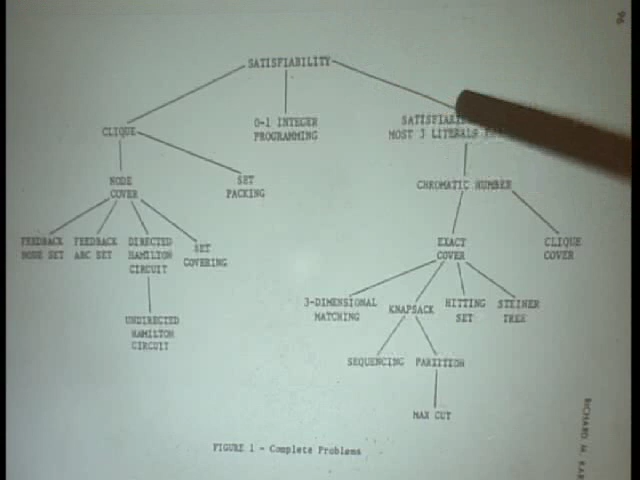 96
SATISFIABILITY
CLIQUE
0-1 INTEGER
PROGRAMMING
MOST 3 LITERALS
NODE
COVER
SET
PACKING
CHROMATIC NUMBER
FEEDBACK
NODE SET
FEEDBACK
ARC SET
DIRECTED
HAMILTON
CIRCUIT
SET
COVERING
EXACT
COVER
CLIQUE
COVER
UNDIRECTED
HAMILTON
CIRCUIT
3-DIMENSIONAL
MATCHING
KNAPSACK
HITTING
SET
STEINER
TREE
SEQUENCING
PARTITION
MAX CUT
FIGURE 1 - Complete Problems
RICHARD M.